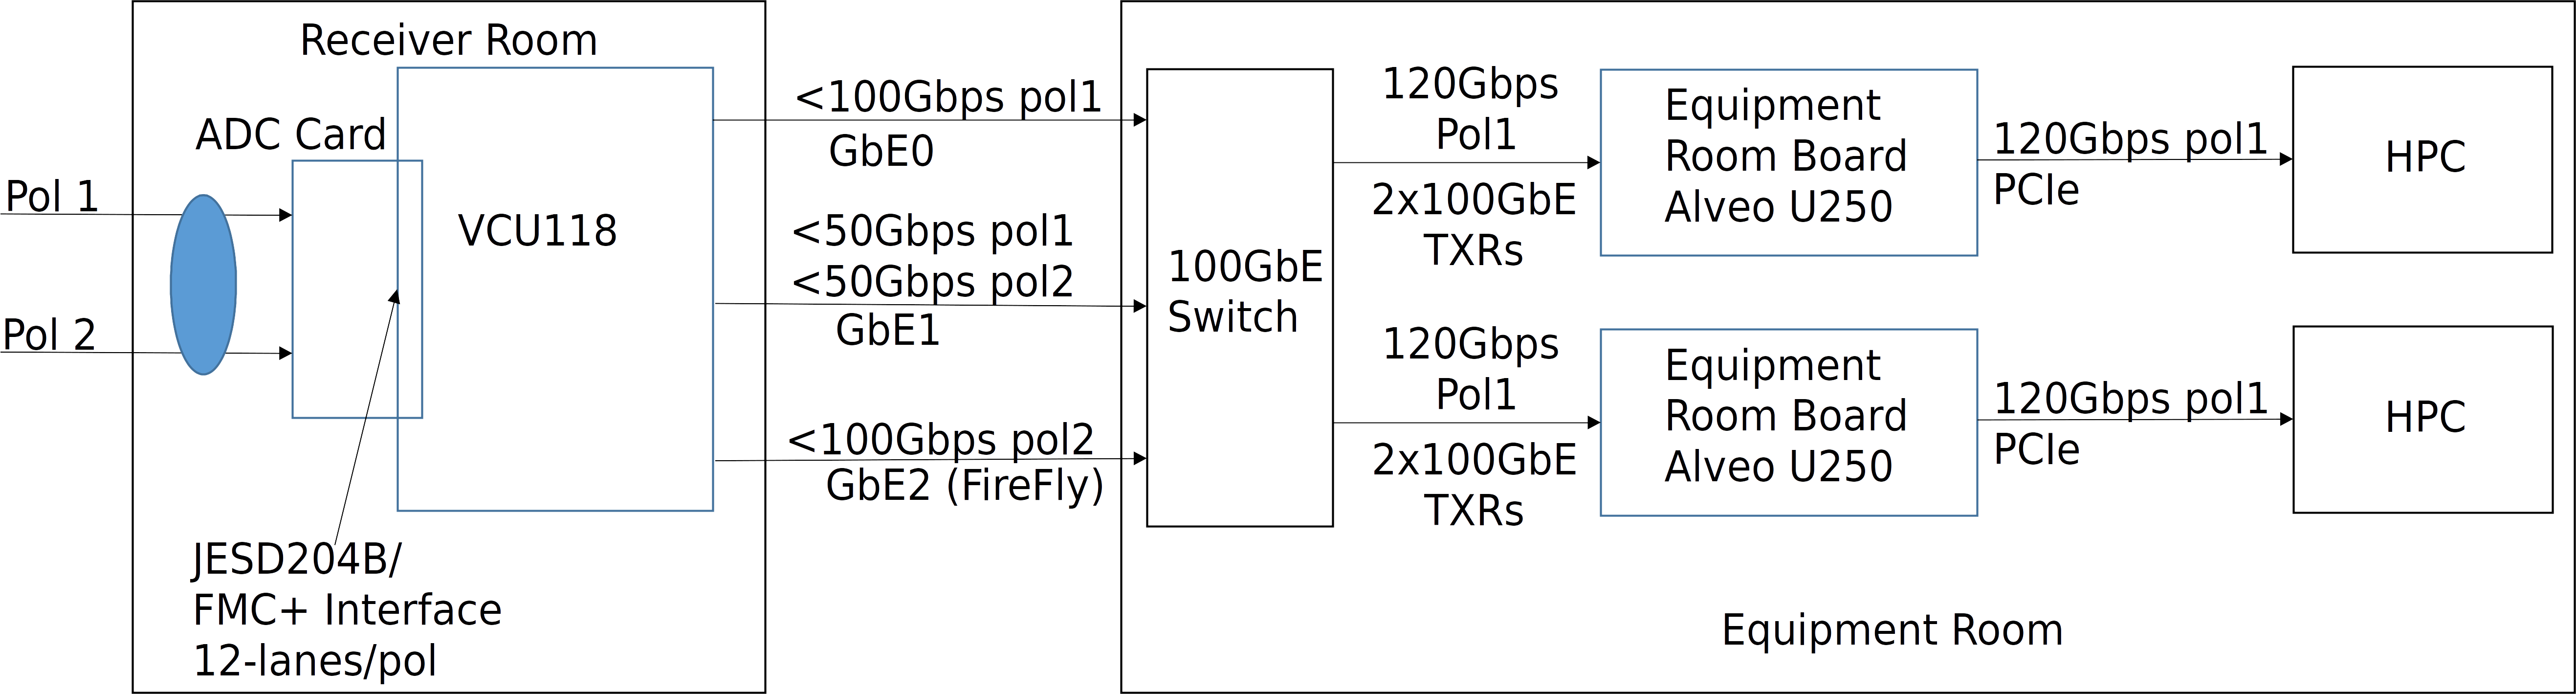 Receiver Room
ADC Card
Pol 1
Pol 2
VCU118
JESD204B/
FMC+ Interface
12-lanes/pol
<100Gbps pol1
GbE0
<50Gbps pol1
<50Gbps pol2
GbE1
<100Gbps pol2
GbE2 (FireFly)
100GbE
Switch
120Gbps
Pol1
2x100GbE
TXRs
Equipment
Room Board
Alveo U250
120Gbps pol1
PCIe
HPC
120Gbps
Pol1
2x100GbE
TXRs
Equipment
Room Board
Alveo U250
120Gbps pol1
PCIe
HPC
Equipment Room